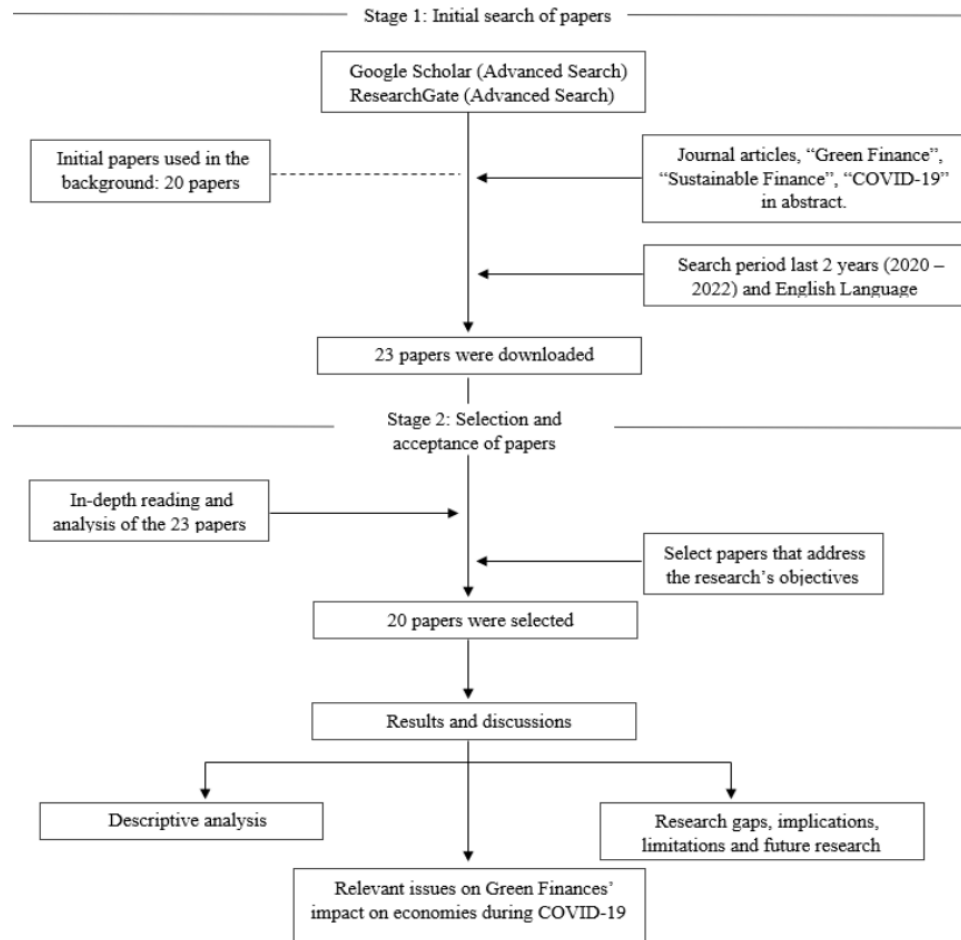 Stage 1: Initial search of papers
Google Scholar (Advanced Search)
ResearchGate (Advanced Search)
Initial papers used in the
background: 20 papers
Journal articles, “Green Finance”,
“Sustainable Finance”, “COVID-19”
in abstract.
Search period last 2 years (2020 –
2022) and English Language
23 papers were downloaded
Stage 2: Selection and
acceptance of papers
In-depth reading and
analysis of the 23 papers
Select papers that address
the research’s objectives
20 papers were selected
Results and discussions
Descriptive analysis
Research gaps, implications,
limitations and future research
Relevant issues on Green Finances’
impact on economies during COVID-19